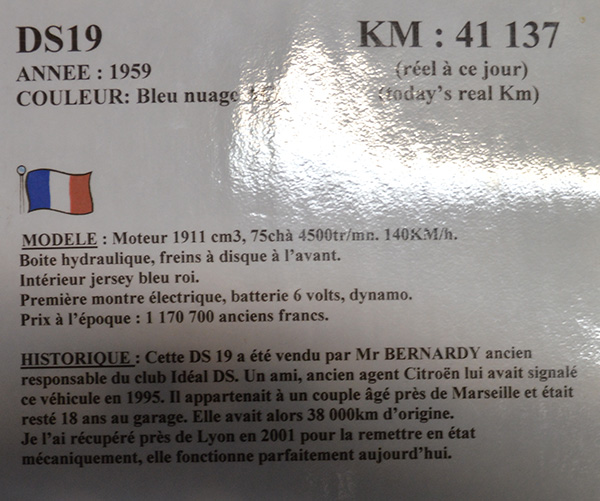 DS19
KM : 41 137
ANNEE : 1959
(réel à ce jour)
COULEUR: Bleu nuage
(today's real Km)
MODELE : Moteur 1911 cm3, 75chà 4500tr/mn. 140KM/h.
Boite hydraulique, freins à disque à l'avant.
Intérieur jersey bleu roi.
Première montre électrique, batterie 6 volts, dynamo.
Prix à l'époque : 1 170 700 anciens francs.
HISTORIQUE : Cette DS 19 a été vendu par Mr BERNARDY ancien
responsable du club Idéal DS. Un ami, ancien agent Citroën lui avait signalé
ce véhicule en 1995. Il appartenait à un couple âgé près de Marseille et était
resté 18 ans au garage. Elle avait alors 38 000km d'origine.
Je l'ai récupéré près de Lyon en 2001 pour la remettre en état
mécaniquement, elle fonctionne parfaitement aujourd'hui.